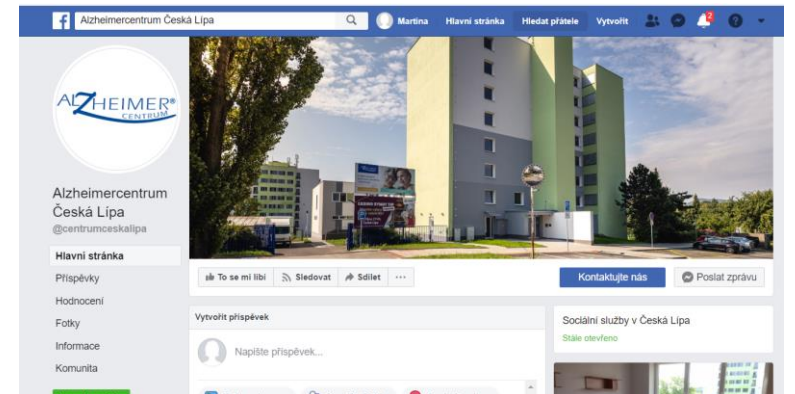 Alzheimercentrum Česká Lípa
Martina
Hlavní stránka
Hledat přátele
Vytvořit
2
ALZHEIMER®
CENTRUM
Alzheimercentrum
Česká Lípa
@centrumceskalipa
Hlavní stránka
Příspěvky
Hodnocení
Fotky
Informace
Komunita
To se mi líbí
Sledovat
Sdílet
Kontaktujte nás
Poslat zprávu
Vytvořit příspěvek
Napište příspěvek...
Sociální služby v Česká Lípa
Stále otevřeno